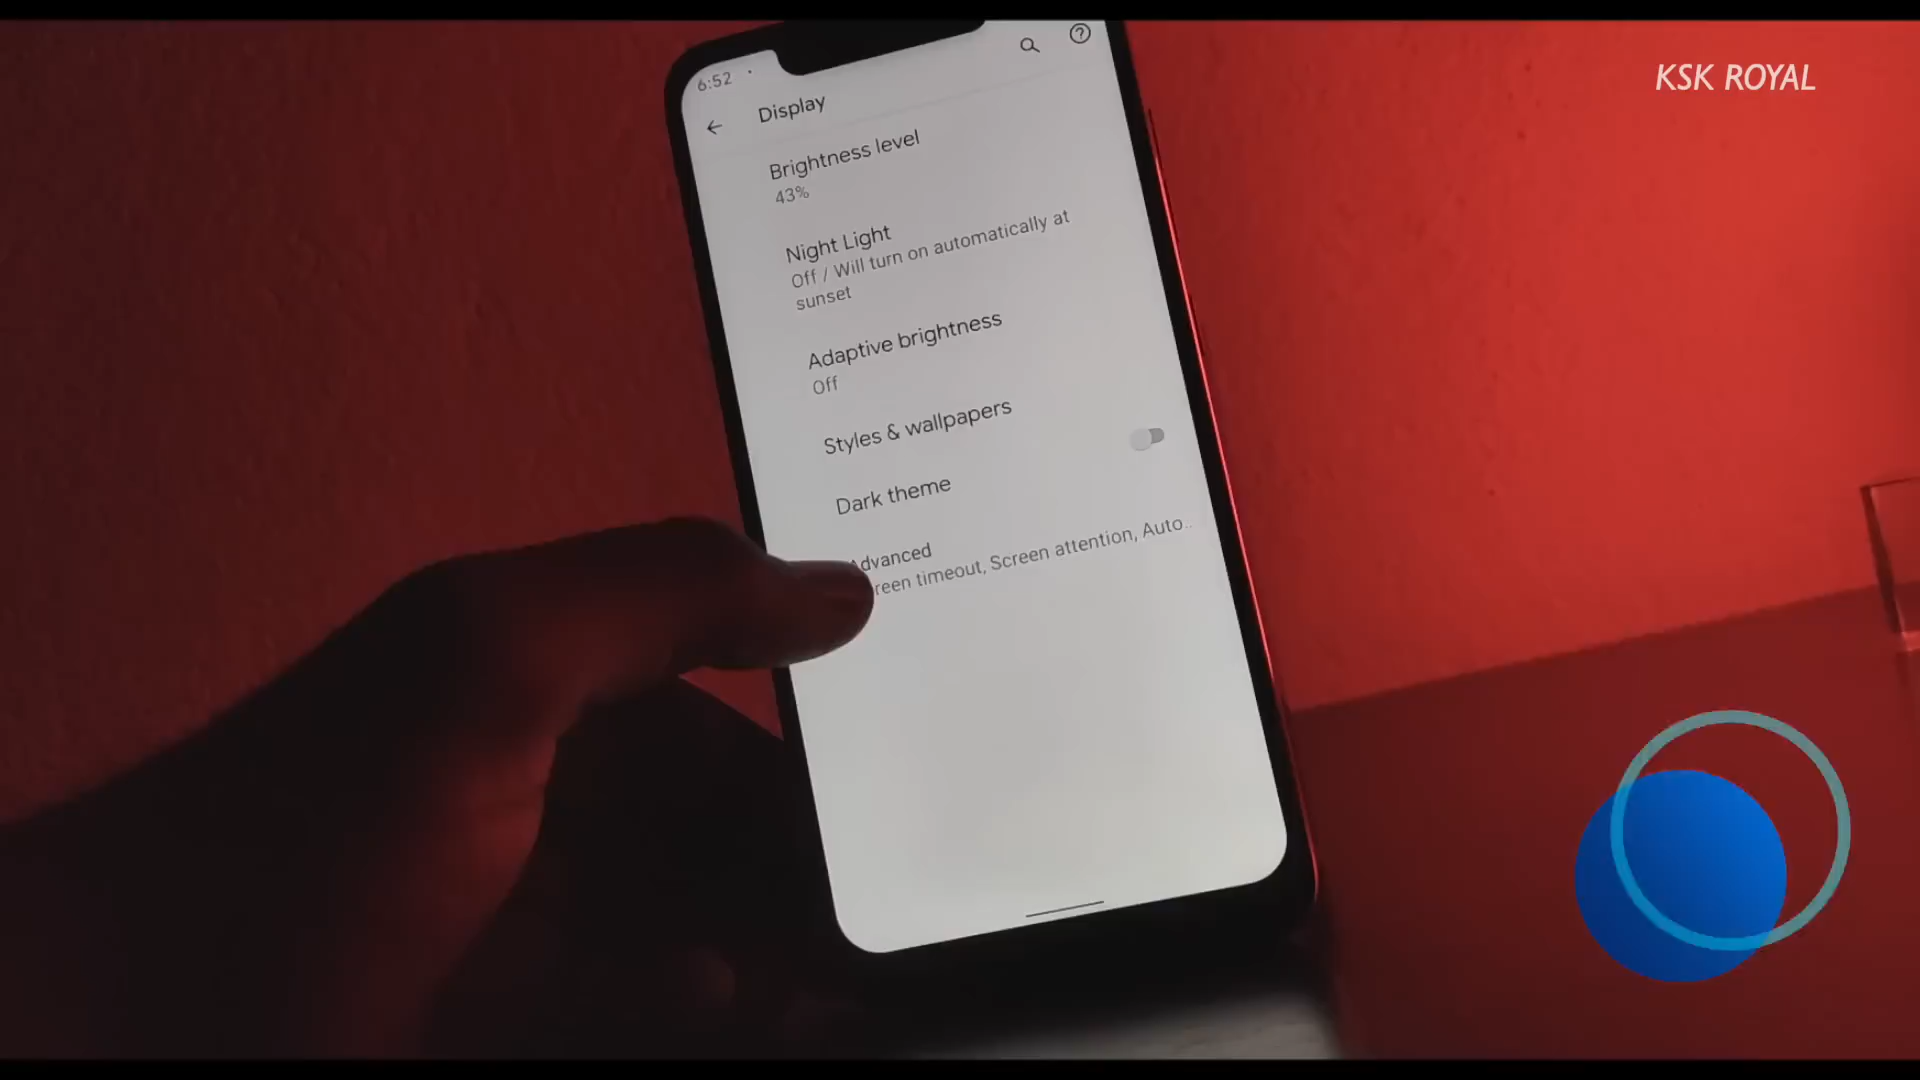 KSK ROYAL
6:52
Display
Brightness level
43%
Night Light
Off / Will turn on automatically at
sunset
Adaptive brightness
Off
Styles & wallpapers
Dark theme
Advanced
reen timeout, Screen attention, Auto..